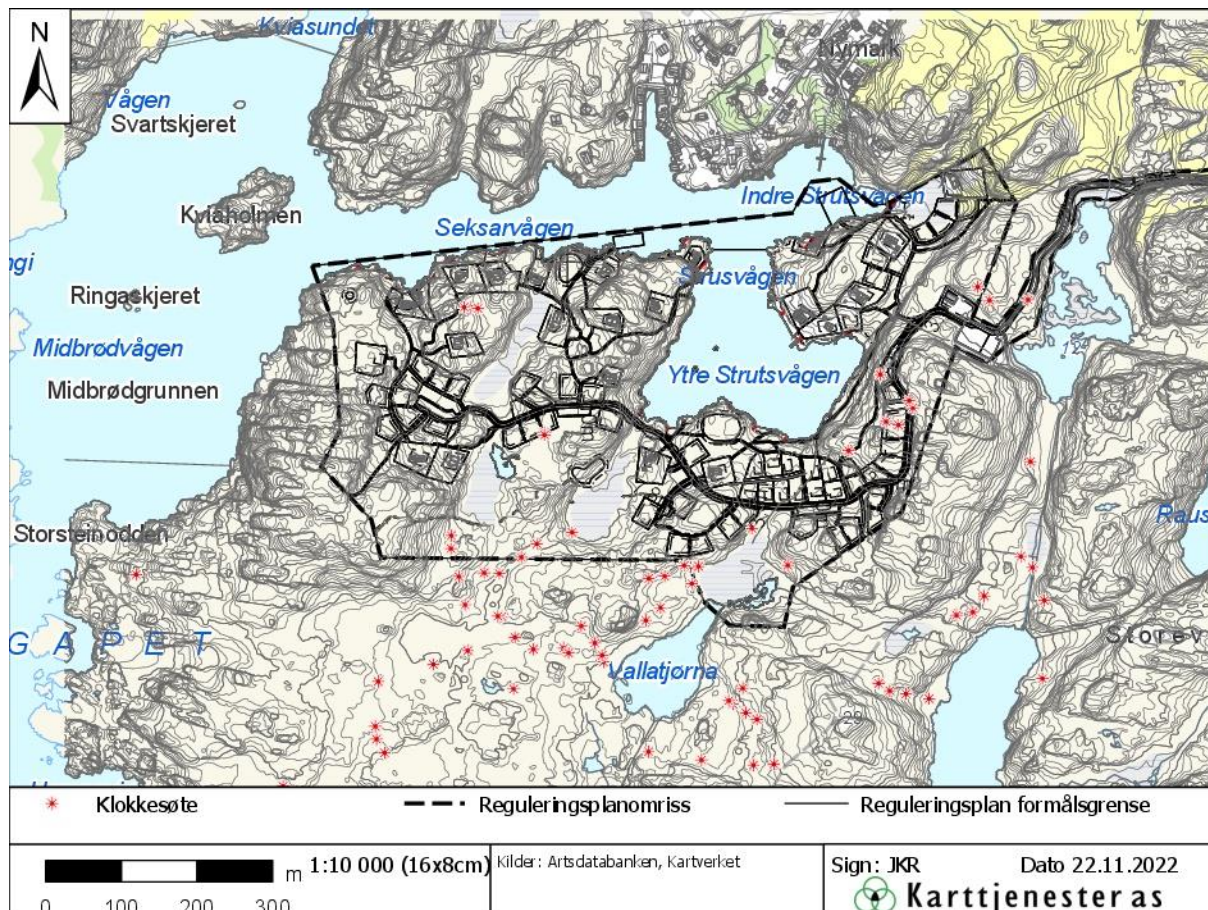 N
Kviasundet
Nymark
Vågen
Svartskjeret
Kviaholmen
Indre Strutsvågen
Seksarvågen
Strusvågen
Ringaskjeret
Midbrødvågen
Ytre Strutsvågen
Midbrødgrunnen
Storsteinodden
G A P E T
Vallatjørna
29
Klokkesøte
Reguleringsplanomriss
Reguleringsplan formålsgrense
m 1:10 000 (16x8cm)
0 100 200 300
Kilder: Artsdatabanken, Kartverket
Sign: JKR Dato 22.11.2022
Karttjenester as